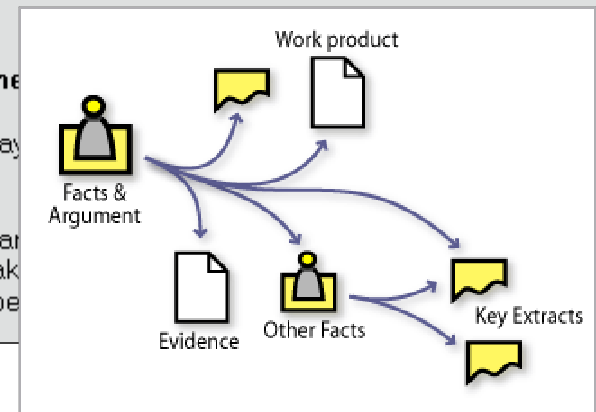 Work product
Facts &
Argument
Evidence
Other Facts
Key Extracts